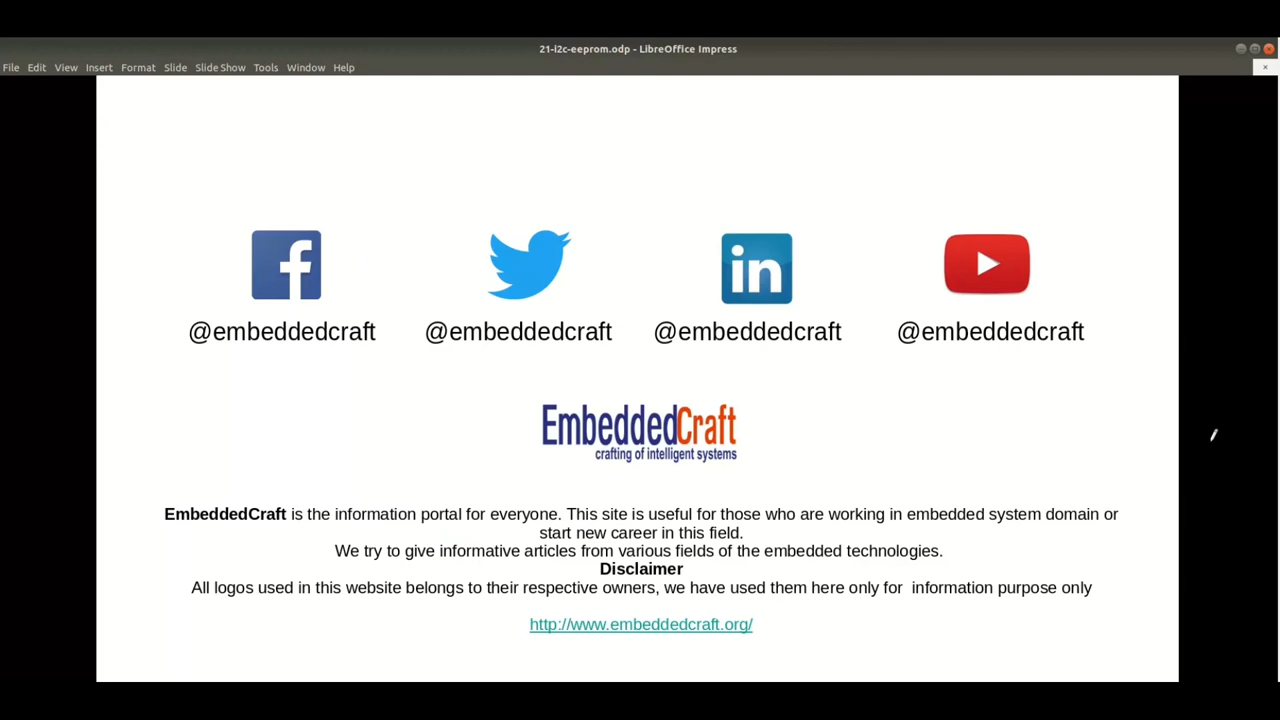 21-i2c-eeprom.odp - LibreOffice Impress
File Edit View Insert Format Slide Slide Show Tools Window Help
@embeddedcraft @embeddedcraft @embeddedcraft @embeddedcraft
EmbeddedCraft
crafting of intelligent systems
EmbeddedCraft is the information portal for everyone. This site is useful for those who are working in embedded system domain or
start new career in this field.
We try to give informative articles from various fields of the embedded technologies.
Disclaimer
All logos used in this website belongs to their respective owners, we have used them here only for  information purpose only
http://www.embeddedcraft.org/